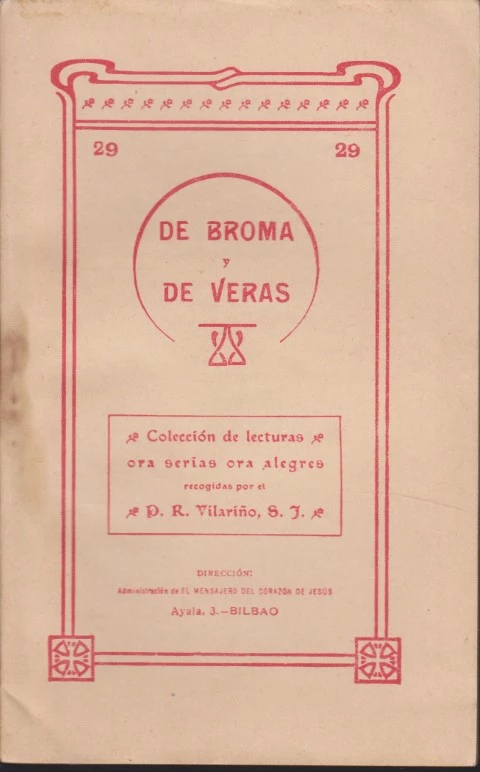 29 29
DE BROMA
y
DE VERAS
Colección de lecturas
ora serias ora alegres
recogidas por el
P. R. Vilariño, S. J.
DIRECCIÓN:
Administración de EL MENSAJERO DEL CORAZÓN DE JESÚS
Ayala, 3.—BILBAO